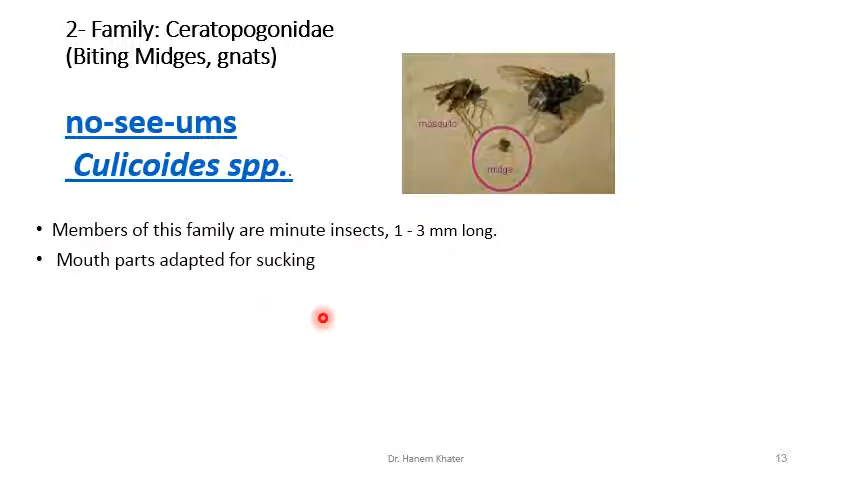 2- Family: Ceratopogonidae
(Biting Midges, gnats)
no-see-ums
Culicoides spp..
mosquito
midge
• Members of this family are minute insects, 1 - 3 mm long.
• Mouth parts adapted for sucking
Dr. Hanem Khater
13